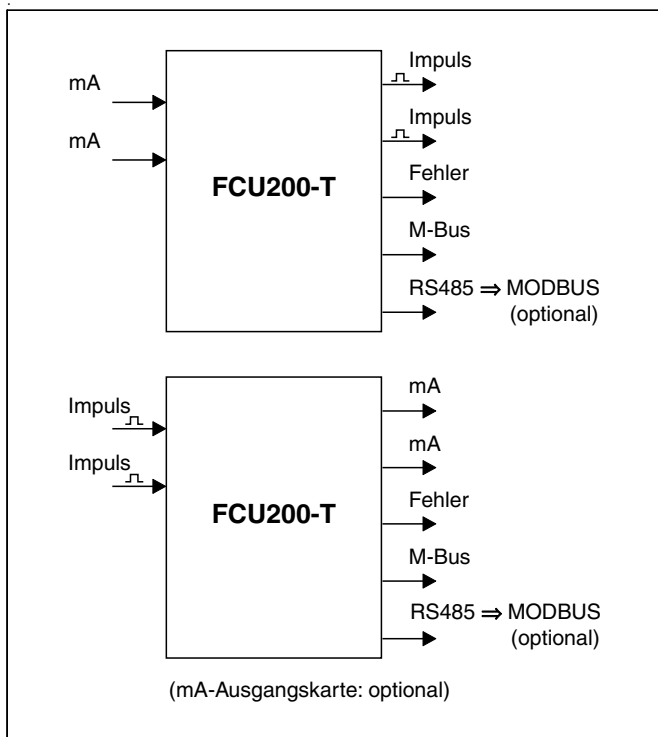 mA
mA
FCU200-T
Impuls
Impuls
Fehler
M-Bus
RS485 ⇒ MODBUS
(optional)
Impuls
Impuls
FCU200-T
mA
mA
Fehler
M-Bus
RS485 ⇒ MODBUS
(optional)
(mA-Ausgangskarte: optional)